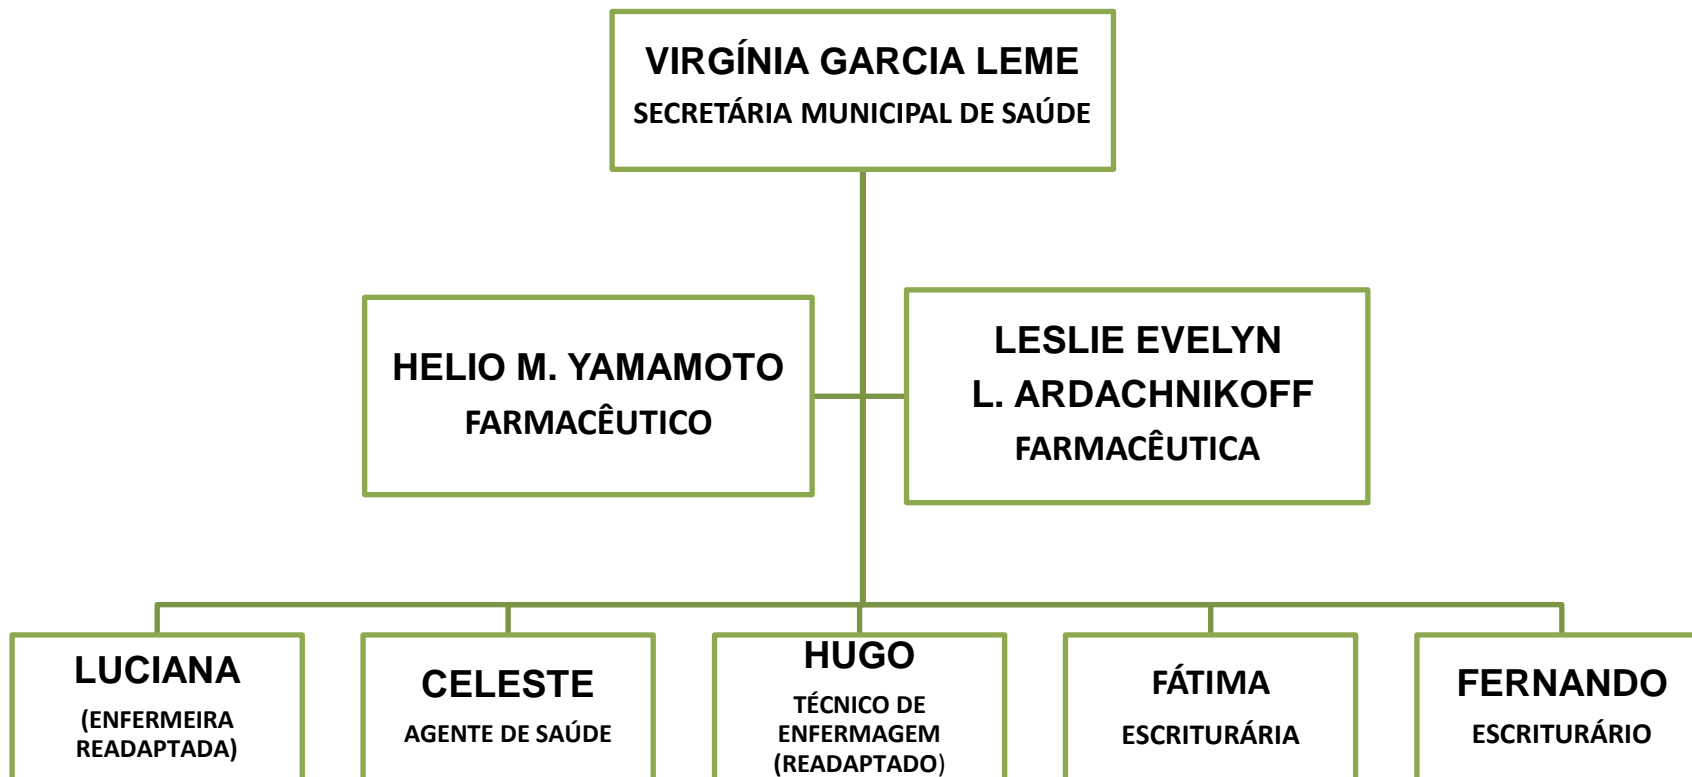 VIRGÍNIA GARCIA LEME
SECRETÁRIA MUNICIPAL DE SAÚDE
HELIO M. YAMAMOTO
FARMACÊUTICO
LESLIE EVELYN
L. ARDACHNIKOFF
FARMACÊUTICA
LUCIANA
(ENFERMEIRA
READAPTADA)
CELESTE
AGENTE DE SAÚDE
HUGO
TÉCNICO DE
ENFERMAGEM
(READAPTADO)
FÁTIMA
ESCRITURÁRIA
FERNANDO
ESCRITURÁRIO